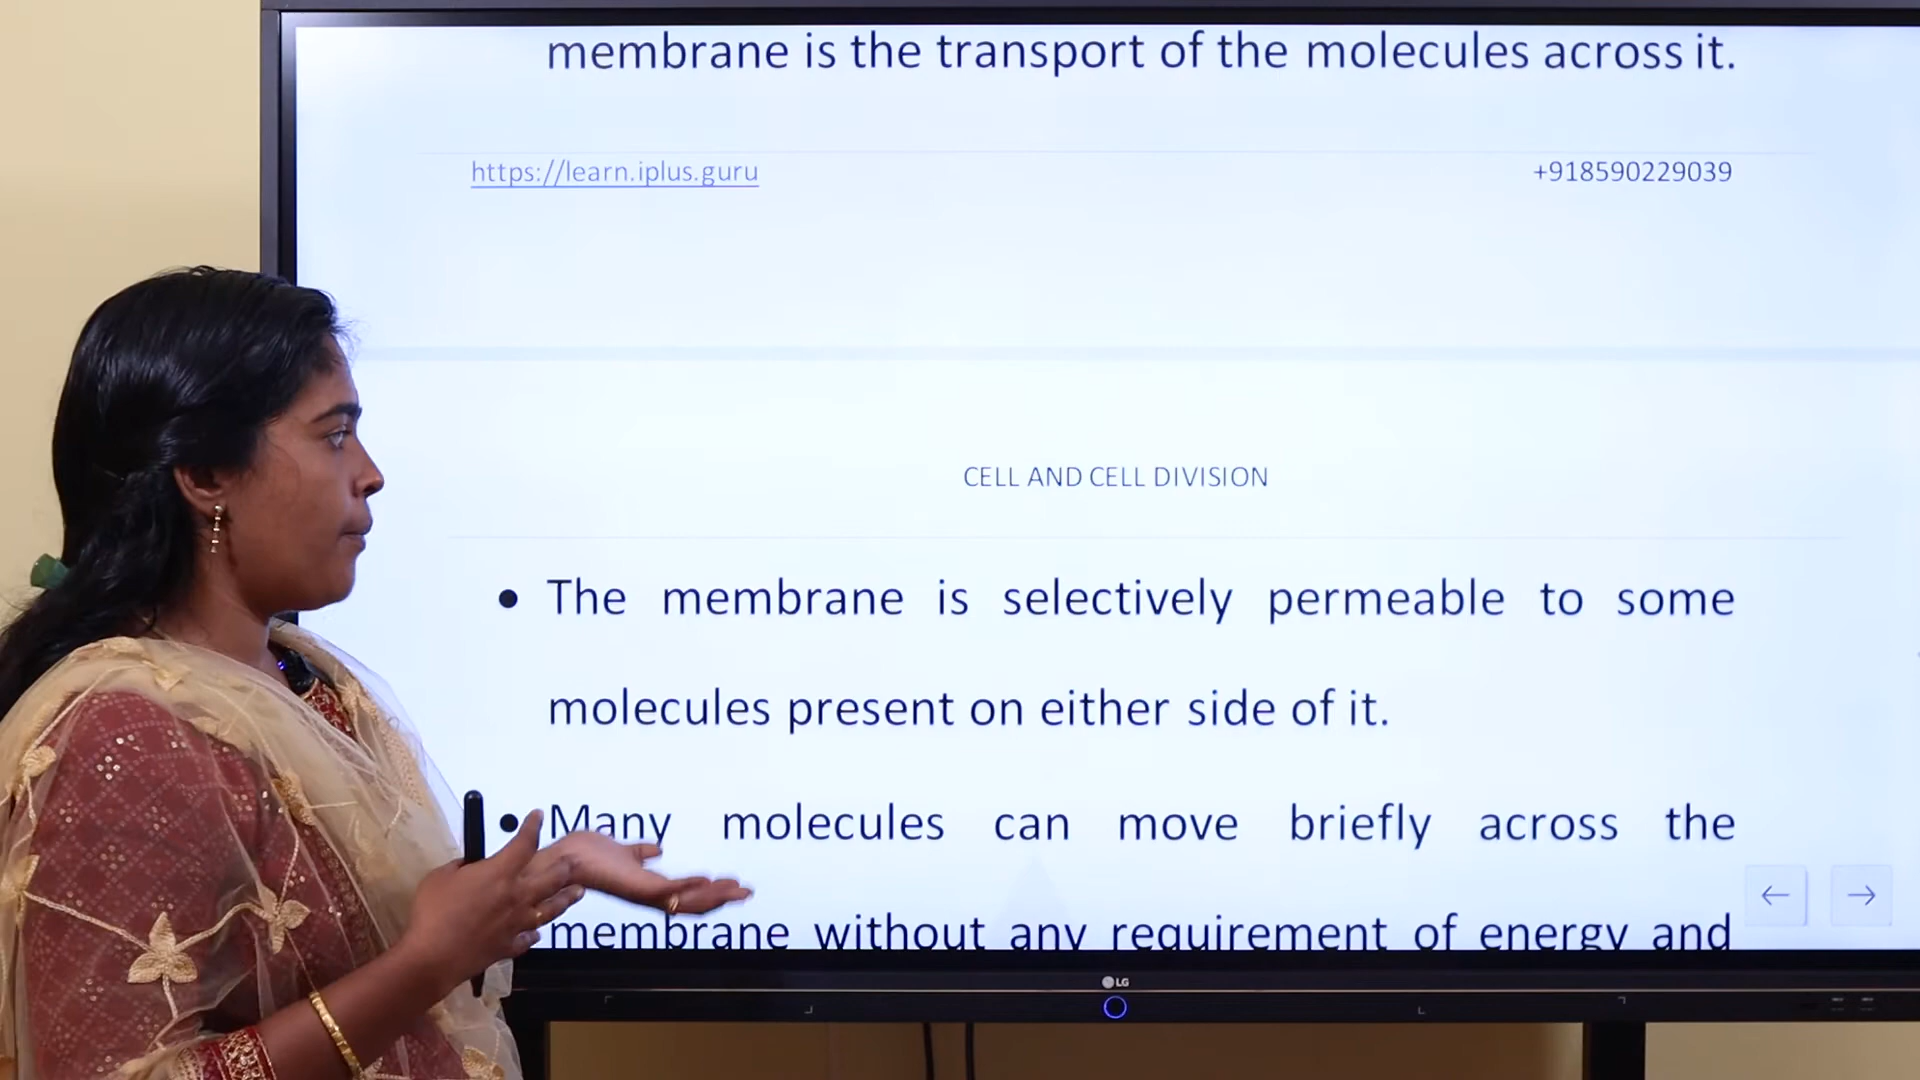 membrane is the transport of the molecules across it.
https://learn.iplus.guru +918590229039
CELL AND CELL DIVISION
• The membrane is selectively permeable to some
molecules present on either side of it.
• Many molecules can move briefly across the
membrane without any requirement of energy and
LG